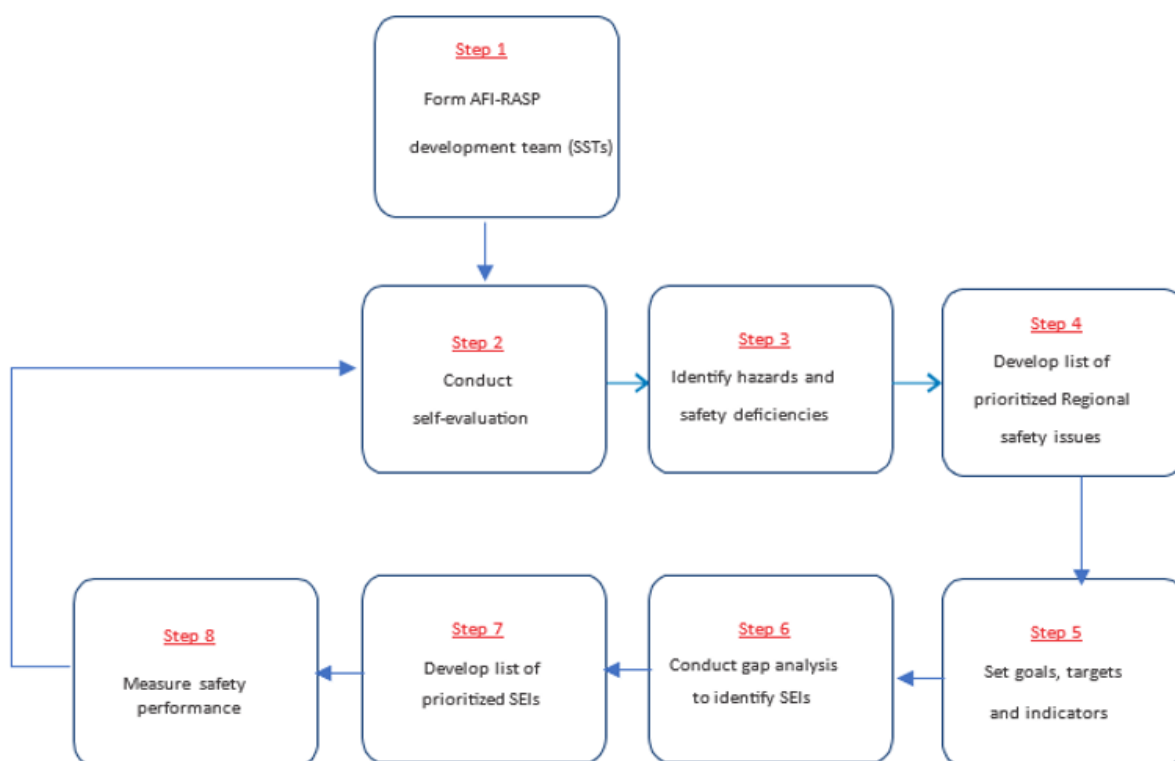 Step 1
Form AFI-RASP
development team (SSTs)
Step 2
Conduct
self-evaluation
Step 3
Identify hazards and
safety deficiencies
Step 4
Develop list of
prioritized Regional
safety issues
Step 5
Set goals, targets
and indicators
Step 6
Conduct gap analysis
to identify SEIs
Step 7
Develop list of
prioritized SEIs
Step 8
Measure safety
performance